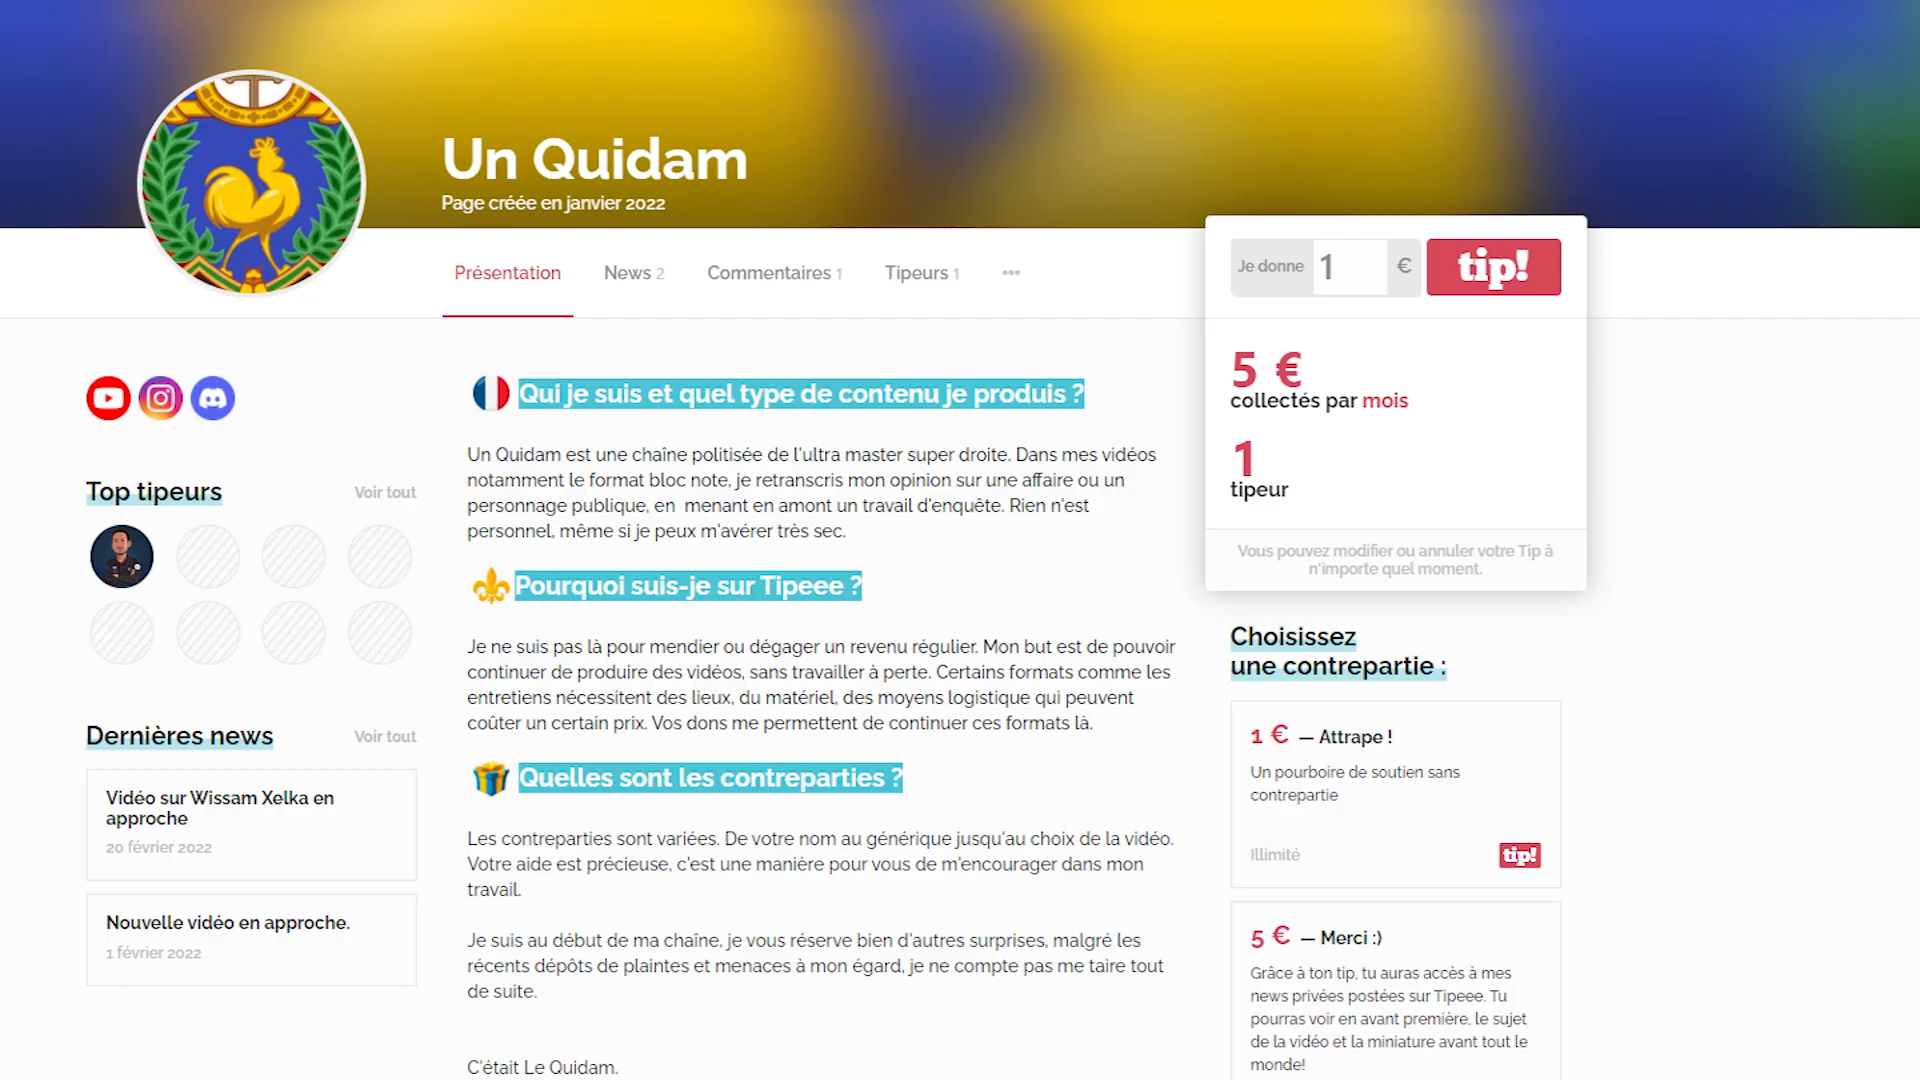 Un Quidam
Page créée en janvier 2022
Présentation
News 2
Commentaires 1
Tipeurs 1
Je donne
1
€
tip!
5 €
collectés par mois
1
tipeur
Vous pouvez modifier ou annuler votre Tip à
n'importe quel moment.
Top tipeurs
Voir tout
Dernières news
Voir tout
Vidéo sur Wissam Xelka en
approche
20 février 2022
Nouvelle vidéo en approche.
1 février 2022
Qui je suis et quel type de contenu je produis ?
Un Quidam est une chaîne politisée de l'ultra master super droite. Dans mes vidéos
notamment le format bloc note, je retranscris mon opinion sur une affaire ou un
personnage publique, en  menant en amont un travail d'enquête. Rien n'est
personnel, même si je peux m'avérer très sec.
Pourquoi suis-je sur Tipeee ?
Je ne suis pas là pour mendier ou dégager un revenu régulier. Mon but est de pouvoir
continuer de produire des vidéos, sans travailler à perte. Certains formats comme les
entretiens nécessitent des lieux, du matériel, des moyens logistique qui peuvent
coûter un certain prix. Vos dons me permettent de continuer ces formats là.
Quelles sont les contreparties ?
Les contreparties sont variées. De votre nom au générique jusqu'au choix de la vidéo.
Votre aide est précieuse, c'est une manière pour vous de m'encourager dans mon
travail.
Je suis au début de ma chaîne, je vous réserve bien d'autres surprises, malgré les
récents dépôts de plaintes et menaces à mon égard, je ne compte pas me taire tout
de suite.
C'était Le Quidam.
Choisissez
une contrepartie :
1 € — Attrape !
Un pourboire de soutien sans
contrepartie
Illimité
tip!
5 € — Merci :)
Grâce à ton tip, tu auras accès à mes
news privées postées sur Tipeee. Tu
pourras voir en avant première, le sujet
de la vidéo et la miniature avant tout le
monde!